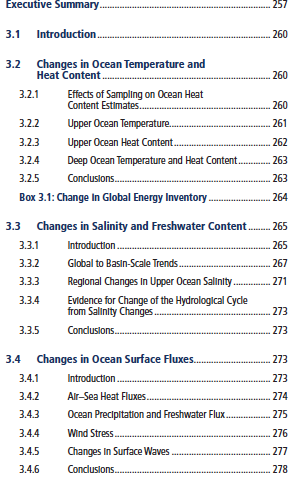 Executive Summary 257
3.1 Introduction 260
3.2 Changes in Ocean Temperature and
Heat Content 260
3.2.1 Effects of Sampling on Ocean Heat
Content Estimates 260
3.2.2 Upper Ocean Temperature 261
3.2.3 Upper Ocean Heat Content 262
3.2.4 Deep Ocean Temperature and Heat Content 263
3.2.5 Conclusions 263
Box 3.1: Change in Global Energy Inventory 264
3.3 Changes in Salinity and Freshwater Content 265
3.3.1 Introduction 265
3.3.2 Global to Basin-Scale Trends 267
3.3.3 Regional Changes in Upper Ocean Salinity 271
3.3.4 Evidence for Change of the Hydrological Cycle
from Salinity Changes 273
3.3.5 Conclusions 273
3.4 Changes in Ocean Surface Fluxes 273
3.4.1 Introduction 273
3.4.2 Air–Sea Heat Fluxes 274
3.4.3 Ocean Precipitation and Freshwater Flux 275
3.4.4 Wind Stress 276
3.4.5 Changes in Surface Waves 277
3.4.6 Conclusions 278